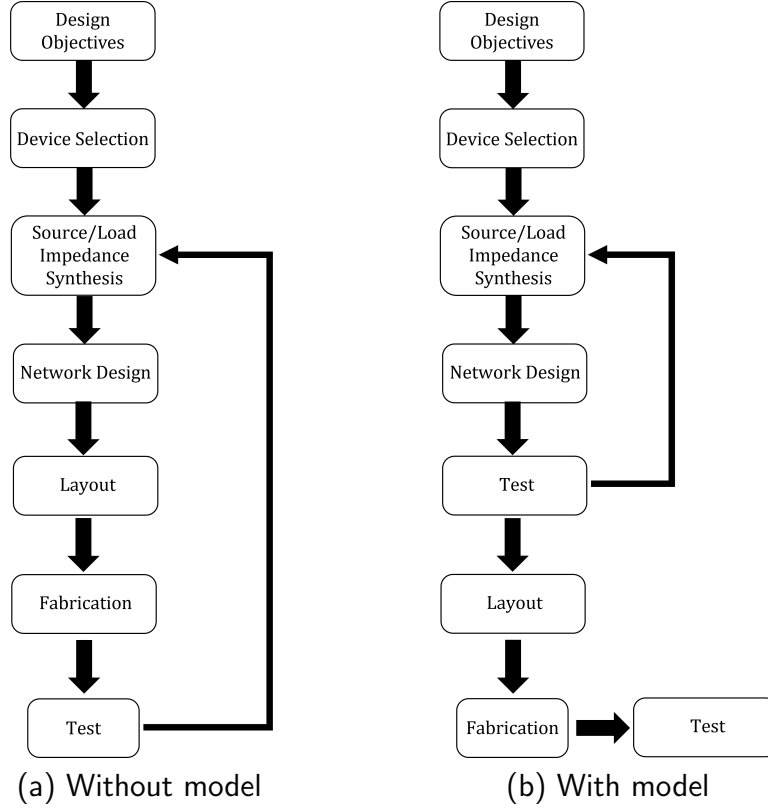 Design
Objectives
Device Selection
Source/Load
Impedance
Synthesis
Network Design
Layout
Fabrication
Test
(a) Without model
Design
Objectives
Device Selection
Source/Load
Impedance
Synthesis
Network Design
Test
Layout
Fabrication
Test
(b) With model